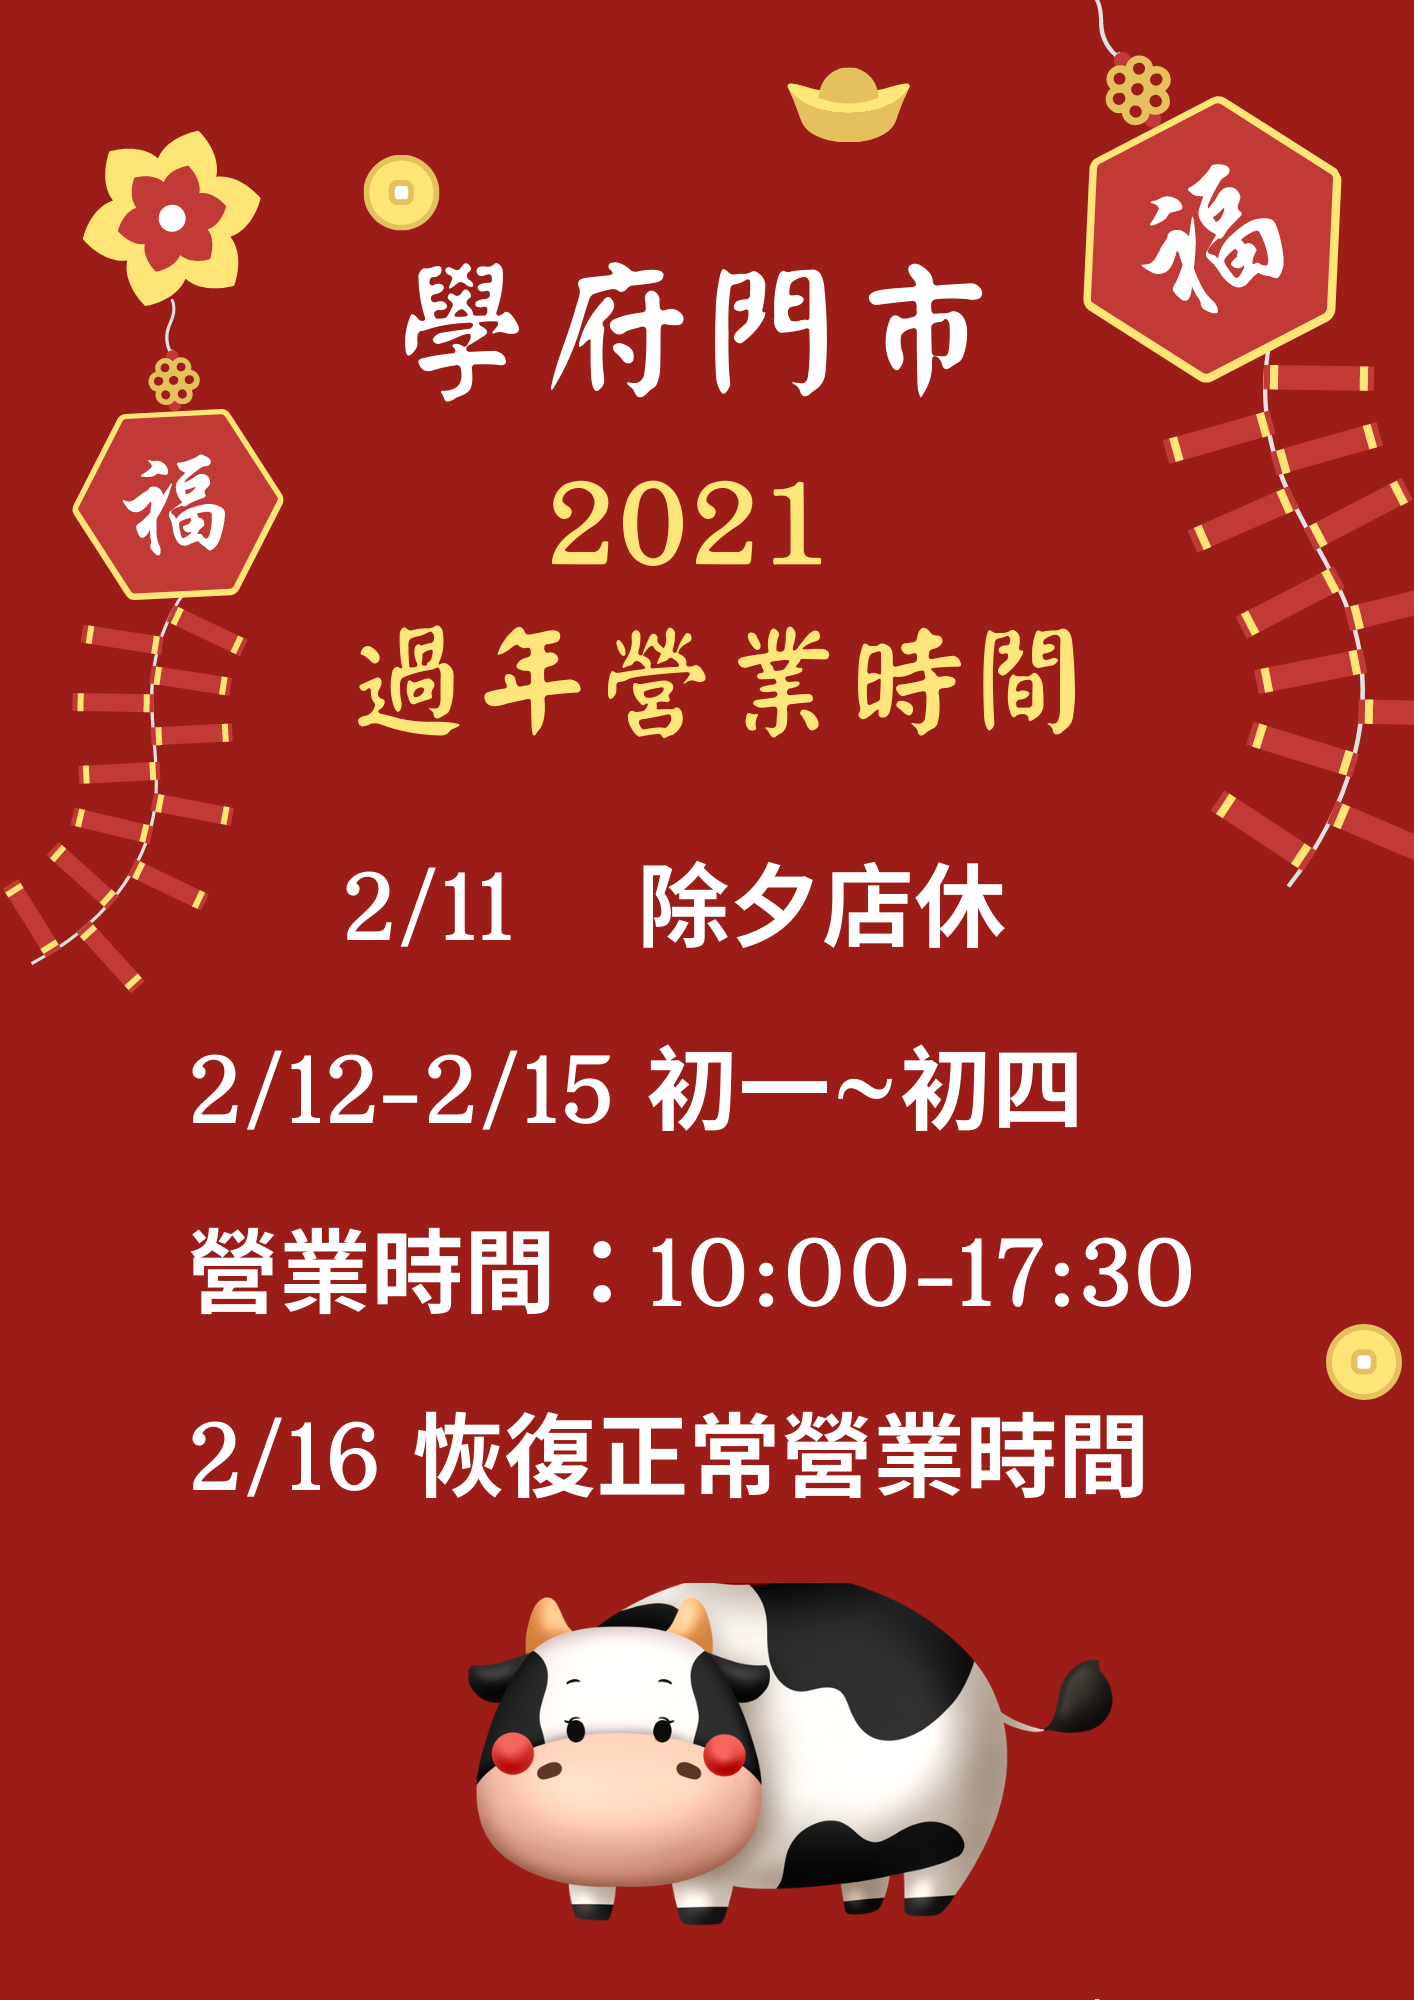 福
福
學府門市
2021
過年營業時間
2/11 除夕店休
2/12-2/15 初一~初四
營業時間：10:00-17:30
2/16 恢復正常營業時間